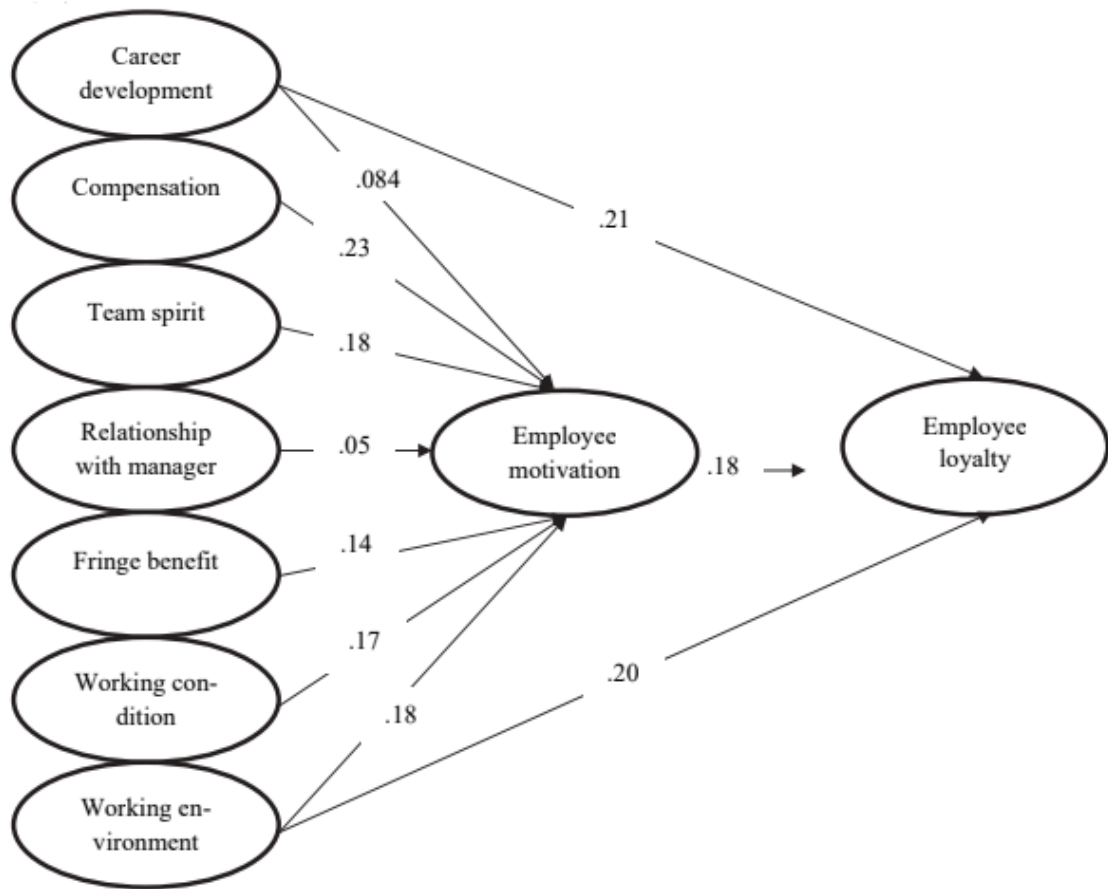 Career
development
.084
Compensation
.21
.23
Team spirit
.18
Relationship
with manager
.05
Employee
motivation
.18
Employee
loyalty
Fringe benefit
.14
.17
Working con-
dition
.20
.18
Working en-
vironment